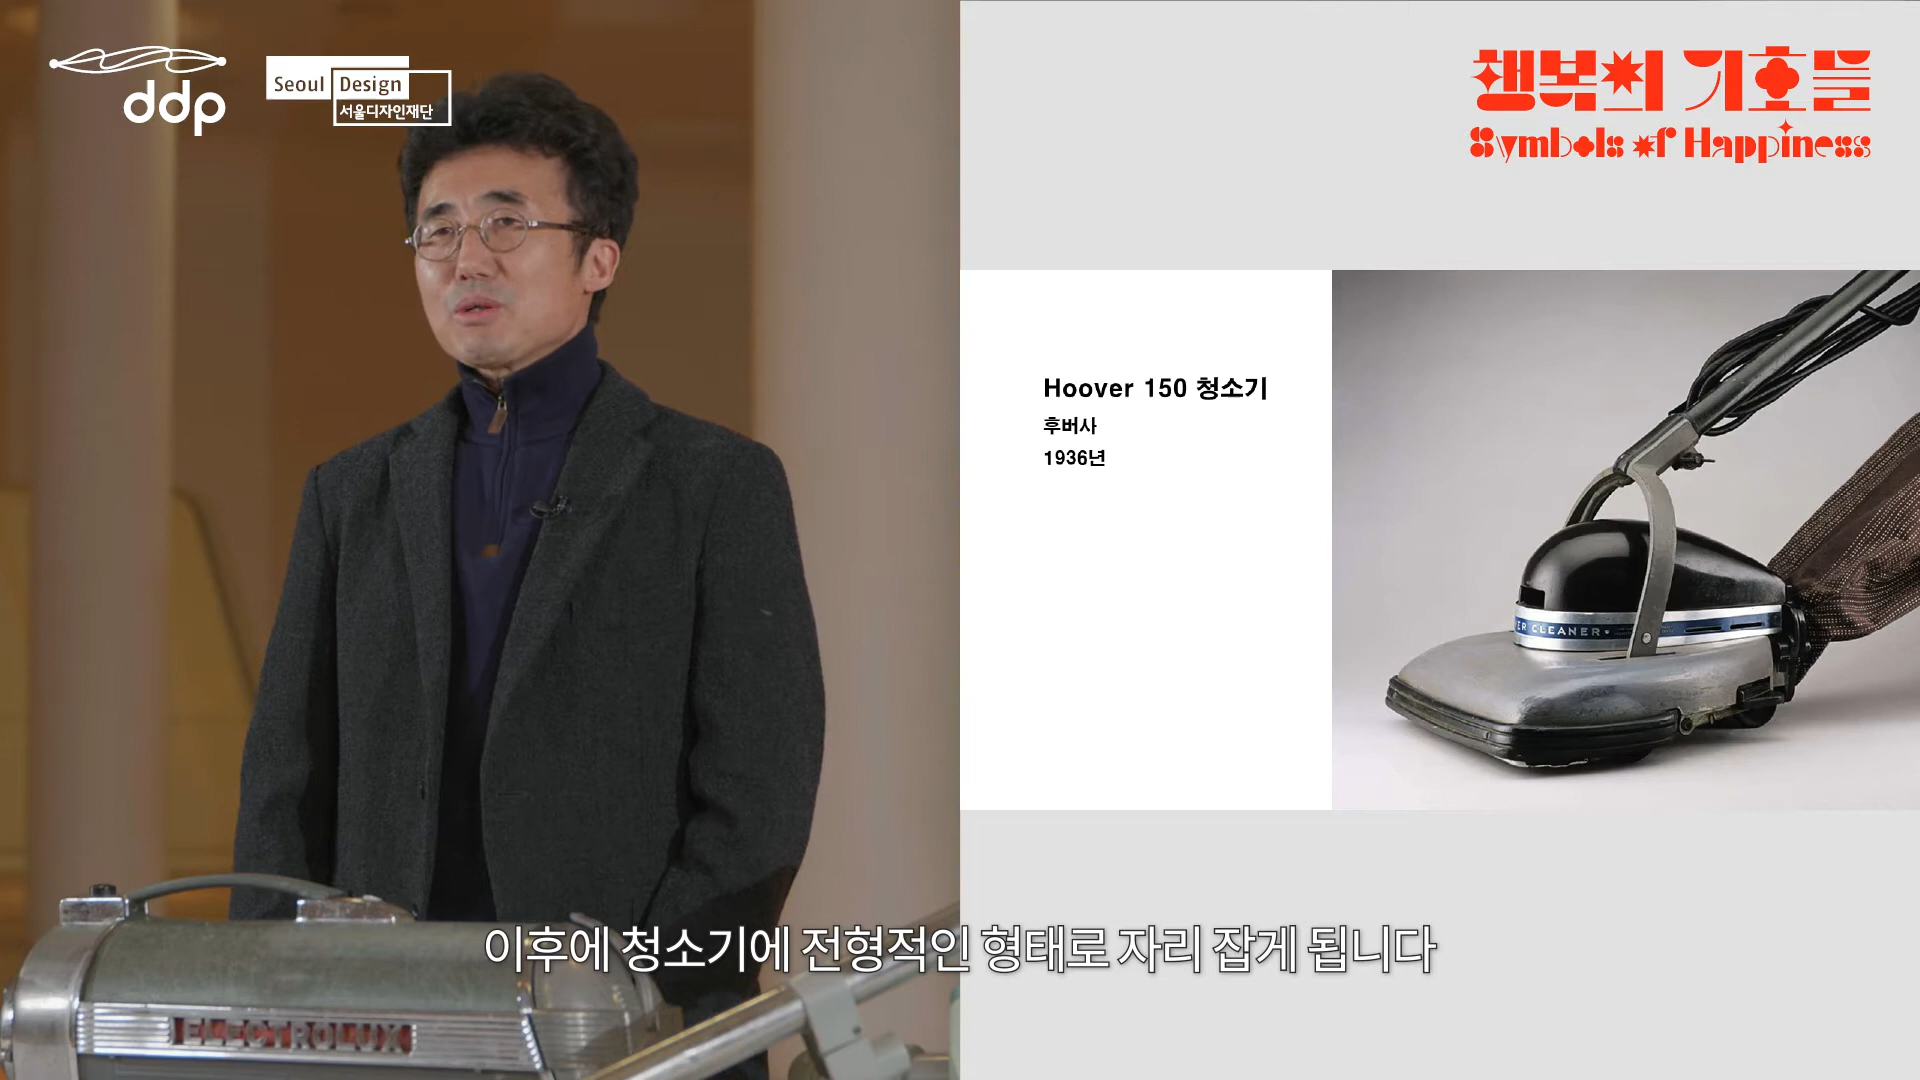 ddp
Seoul Design
서울디자인재단
행복의 기호들
Symbols of Happiness
Hoover 150 청소기
후버사
1936년
ER CLEANER
이후에 청소기에 전형적인 형태로 자리 잡게 됩니다
ELECTROLUX